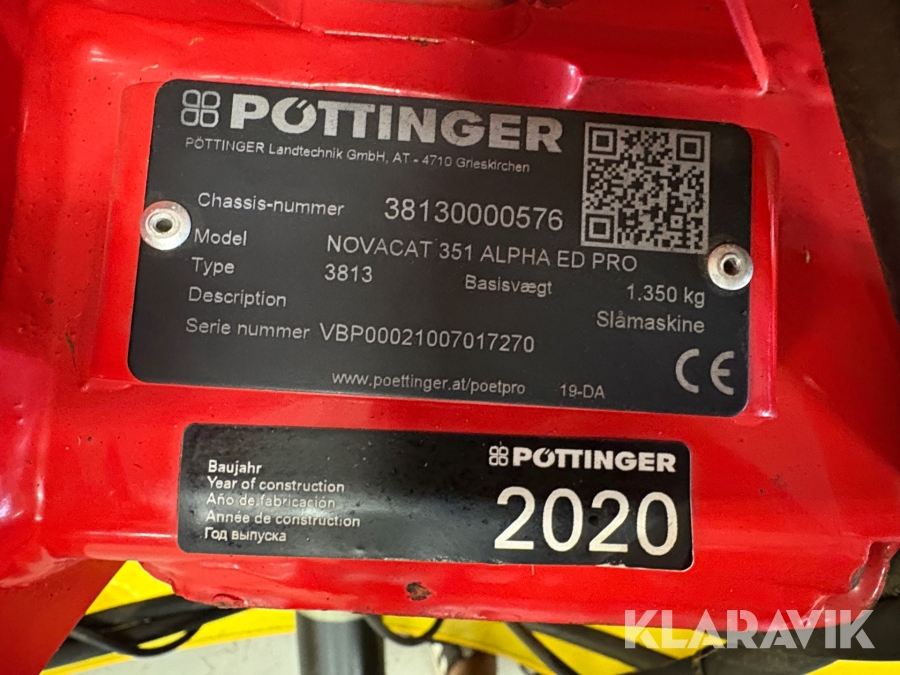 PÖTTINGER
PÖTTINGER Landtechnik GmbH, AT - 4710 Grieskirchen
Chassis-nummer 38130000576
Model NOVACAT 351 ALPHA ED PRO
Type 3813 Basisvægt 1.350 kg
Description Slåmaskine
Serie nummer VBP00021007017270
www.poettinger.at/poetpro 19-DA CE
PÖTTINGER
Baujahr
Year of construction
Año de fabricación
Année de construction
Год выпуска
2020
KLARAVIK